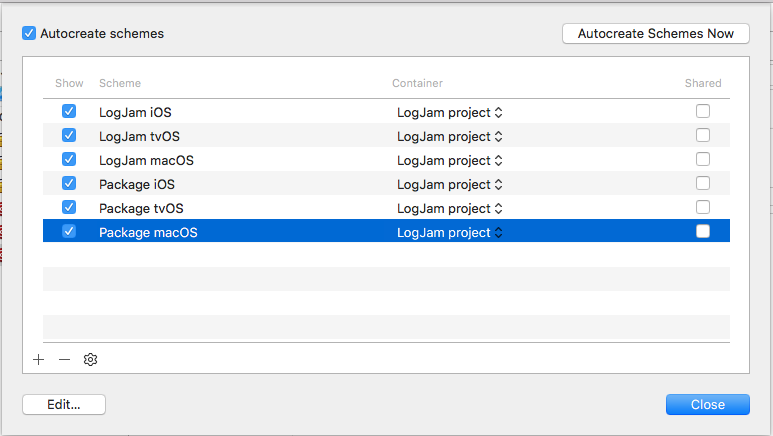 Autocreate schemes Autocreate Schemes Now
Show Scheme Container Shared
LogJam iOS LogJam project
LogJam tvOS LogJam project
LogJam macOS LogJam project
Package iOS LogJam project
Package tvOS LogJam project
Package macOS LogJam project
Edit... Close